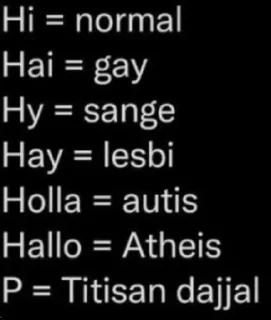 Hi = normal
Hai = gay
Hy = sange
Hay = lesbi
Holla = autis
Hallo = Atheis
P = Titisan dajjal